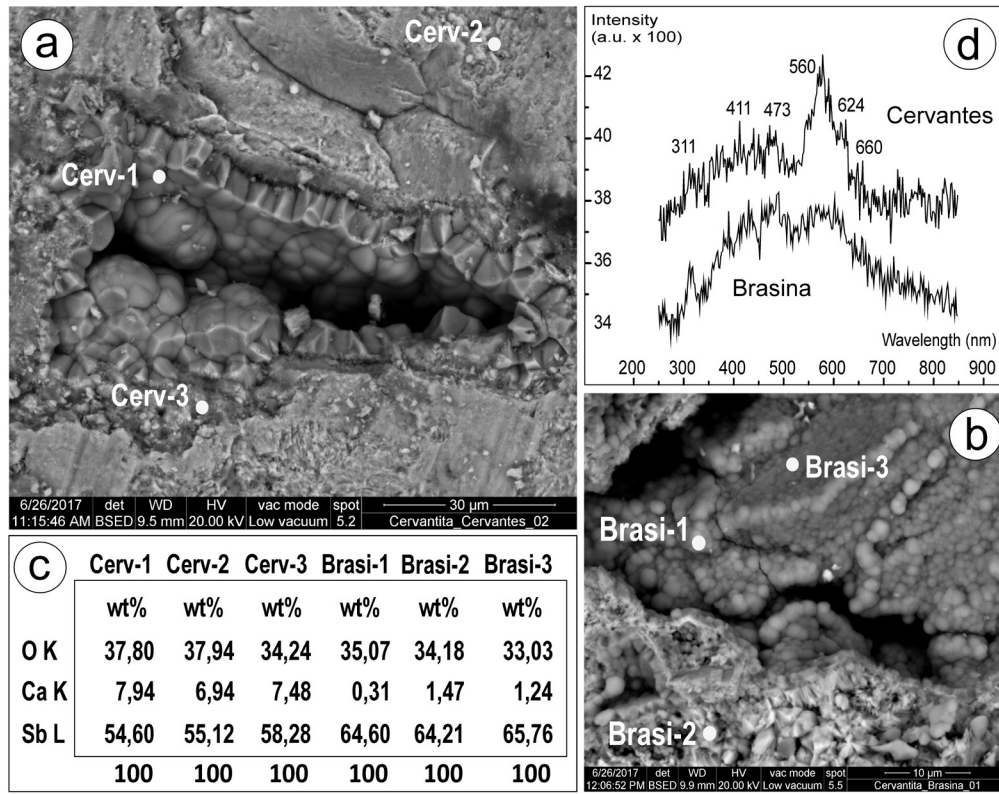 a
Cerv-2
Cerv-1
Cerv-3
6/26/2017 det WD HV vac mode spot 30 µm
11:15:46 AM BSED 9.5 mm 20.00 kV Low vacuum 5.2 Cervantita_Cervantes_02
d
Intensity
(a.u. x 100)
42
40
38
36
34
560
411 473 624
311 660
Cervantes
Brasina
Wavelength (nm)
200 300 400 500 600 700 800 900
b
Brasi-3
Brasi-1
Brasi-2
6/26/2017 det WD HV vac mode spot 10 µm
12:06:52 PM BSED 9.9 mm 20.00 kV Low vacuum 5.5 Cervantita_Brasina_01
c
Cerv-1 Cerv-2 Cerv-3 Brasi-1 Brasi-2 Brasi-3
wt% wt% wt% wt% wt% wt%
O K 37,80 37,94 34,24 35,07 34,18 33,03
Ca K 7,94 6,94 7,48 0,31 1,47 1,24
Sb L 54,60 55,12 58,28 64,60 64,21 65,76
100 100 100 100 100 100